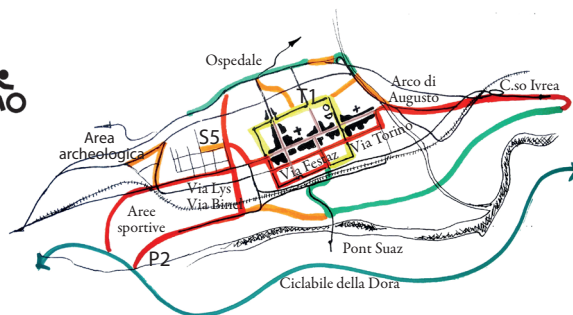 Ospedale
T1
Arco di
Augusto
C.so Ivrea
Area
archeologica
S5
Via Festaz
Via Torino
Via Lys
Via Binel
Aree
sportive
P2
Pont Suaz
Ciclabile della Dora